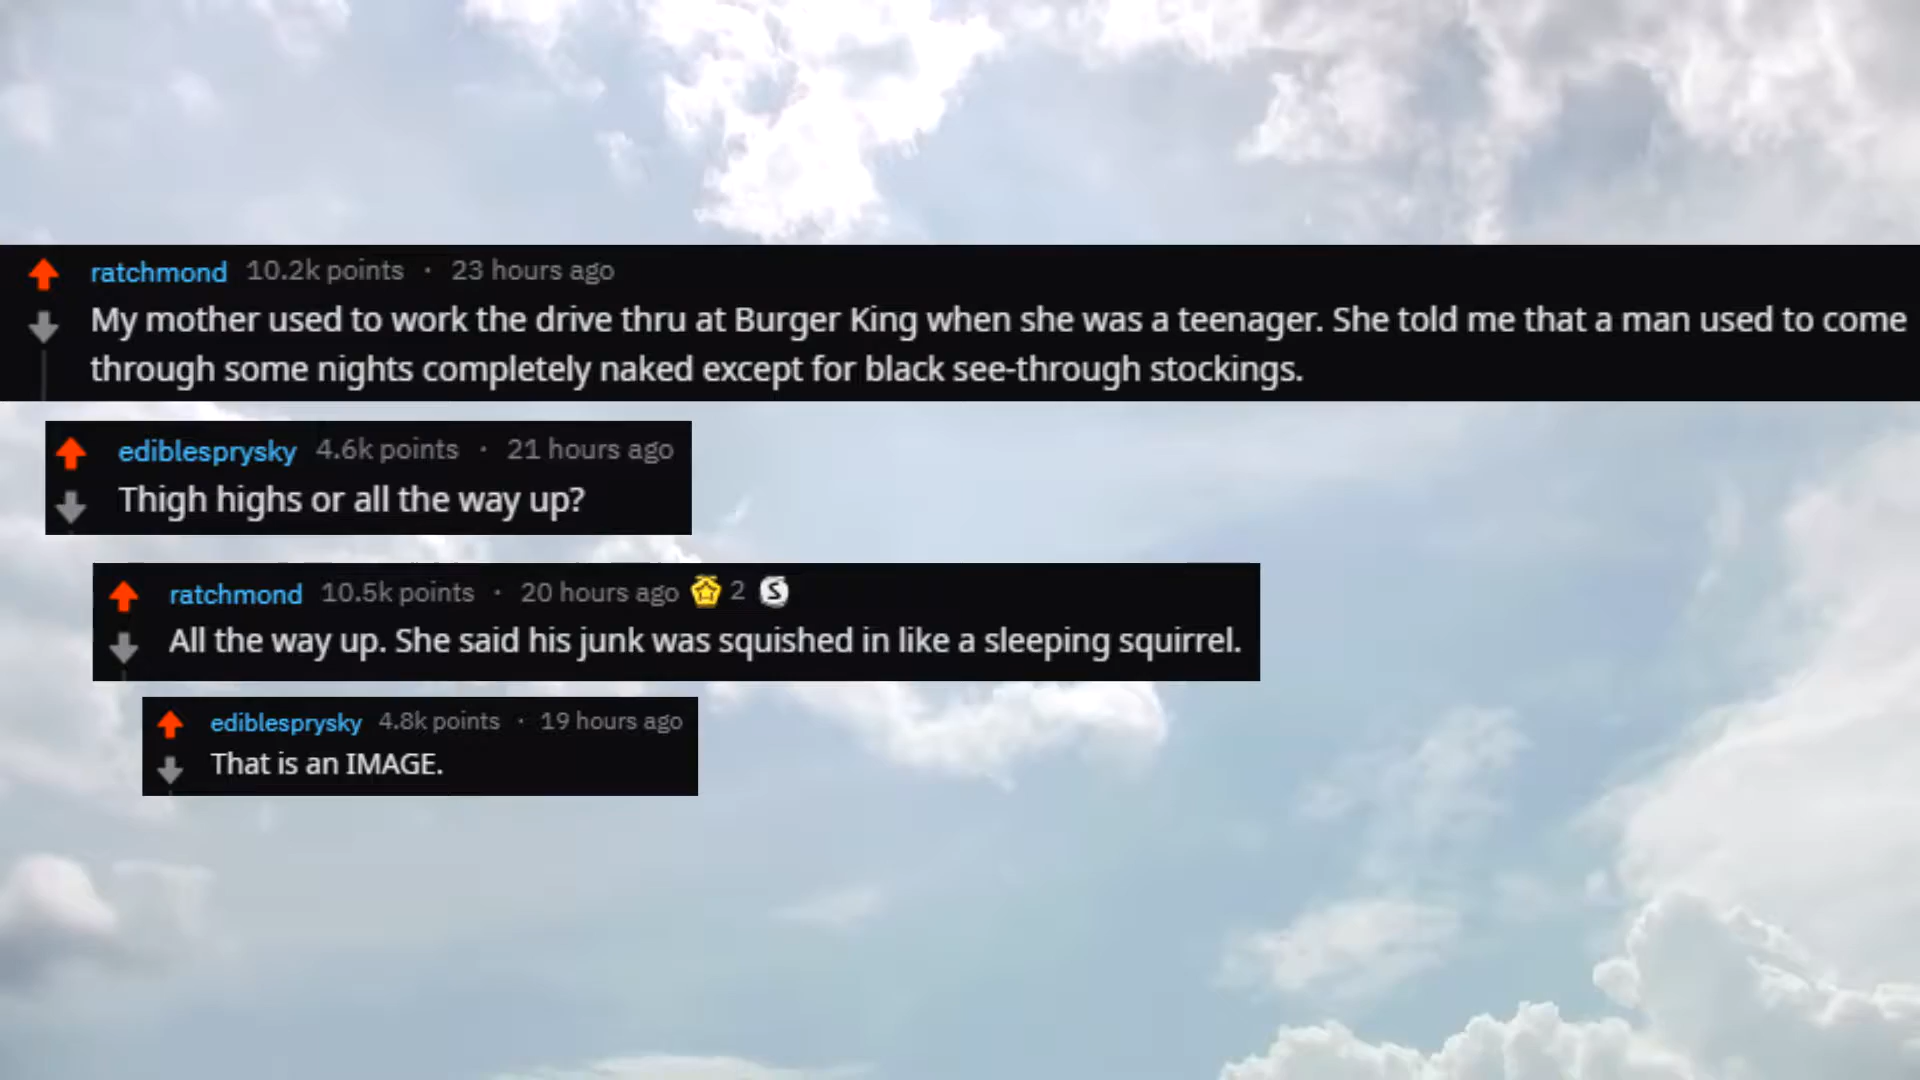 ratchmond 10.2k points · 23 hours ago
My mother used to work the drive thru at Burger King when she was a teenager. She told me that a man used to come
through some nights completely naked except for black see-through stockings.
ediblesprysky 4.6k points · 21 hours ago
Thigh highs or all the way up?
ratchmond 10.5k points · 20 hours ago 2 S
All the way up. She said his junk was squished in like a sleeping squirrel.
ediblesprysky 4.8k points · 19 hours ago
That is an IMAGE.